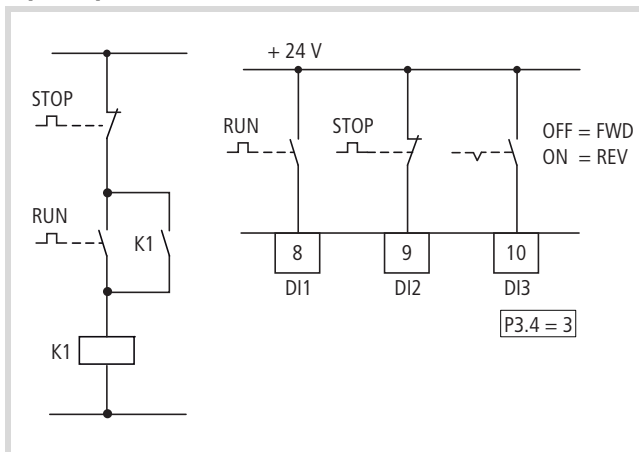 STOP
RUN
K1
K1
+ 24 V
RUN
STOP
OFF = FWD
ON = REV
8
9
10
DI1
DI2
DI3
P3.4 = 3